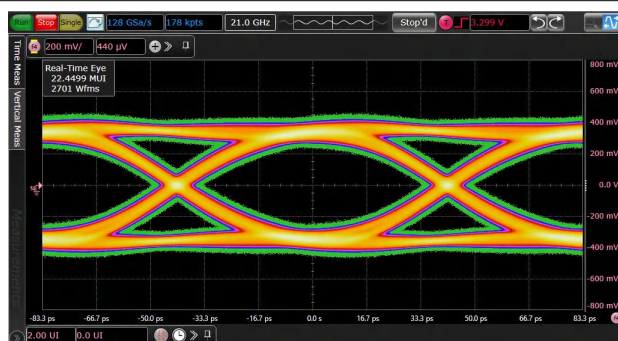 Run Stop Single 128 GSa/s 178 kpts 21.0 GHz Stop'd T 3.299 V
F4 200 mV/ 440 µV
Time Meas
Vertical Meas
Measurements
Real-Time Eye
22.4499 MUI
2701 Wfms
800 mV
600 mV
400 mV
200 mV
0.0 V
-200 mV
-400 mV
-600 mV
-800 mV
-83.3 ps -66.7 ps -50.0 ps -33.3 ps -16.7 ps 0.0 s 16.7 ps 33.3 ps 50.0 ps 66.7 ps 83.3 ps
2.00 UI 0.0 UI